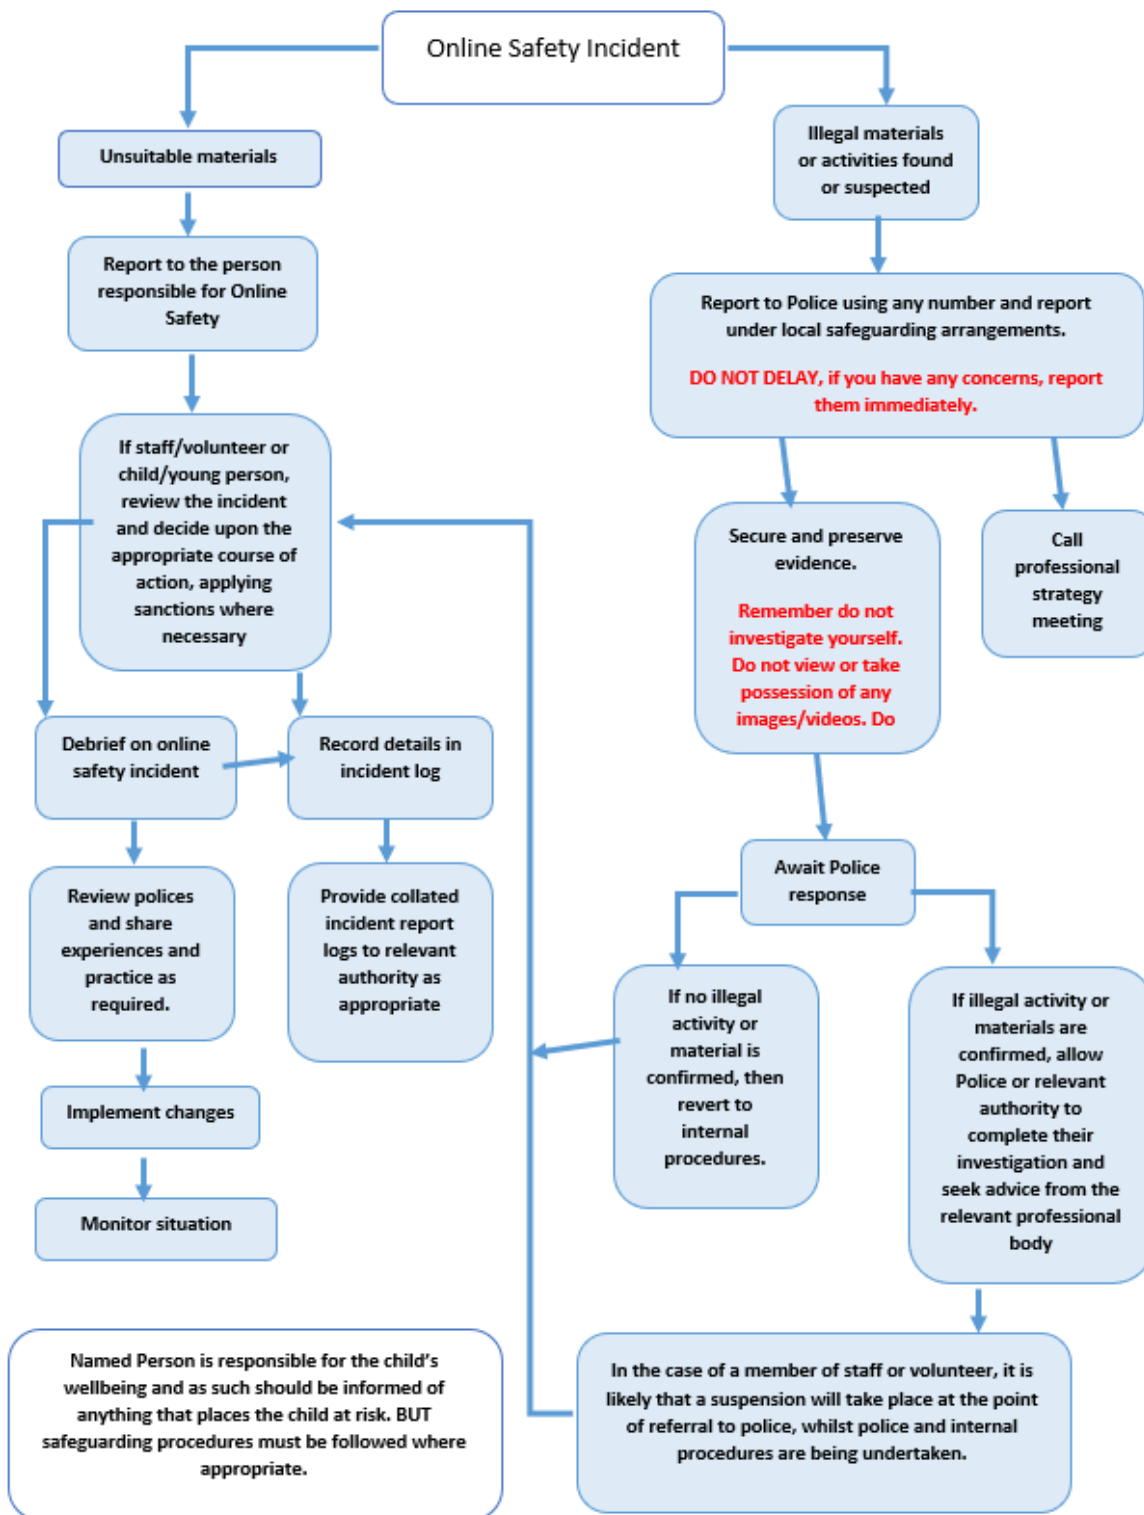 Online Safety Incident
Unsuitable materials
Report to the person
responsible for Online
Safety
If staff/volunteer or
child/young person,
review the incident
and decide upon the
appropriate course of
action, applying
sanctions where
necessary
Debrief on online
safety incident
Record details in
incident log
Review polices
and share
experiences and
practice as
required.
Provide collated
incident report
logs to relevant
authority as
appropriate
Implement changes
Monitor situation
Illegal materials
or activities found
or suspected
Report to Police using any number and report
under local safeguarding arrangements.
DO NOT DELAY, if you have any concerns, report
them immediately.
Secure and preserve
evidence.
Remember do not
investigate yourself.
Do not view or take
possession of any
images/videos. Do
Call
professional
strategy
meeting
Await Police
response
If no illegal
activity or
material is
confirmed, then
revert to
internal
procedures.
If illegal activity or
materials are
confirmed, allow
Police or relevant
authority to
complete their
investigation and
seek advice from the
relevant professional
body
In the case of a member of staff or volunteer, it is
likely that a suspension will take place at the point
of referral to police, whilst police and internal
procedures are being undertaken.
Named Person is responsible for the child's
wellbeing and as such should be informed of
anything that places the child at risk. BUT
safeguarding procedures must be followed where
appropriate.